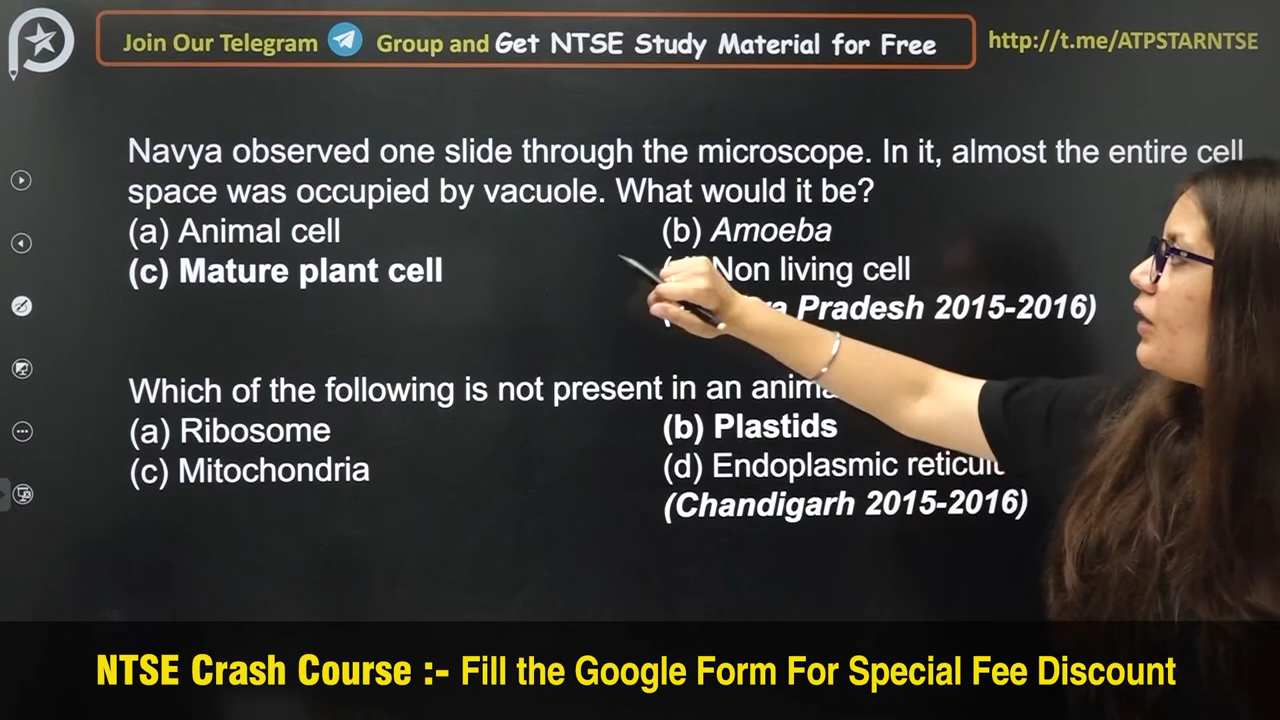 Join Our Telegram Group and Get NTSE Study Material for Free
http://t.me/ATPSTARNTSE
Navya observed one slide through the microscope. In it, almost the entire cell
space was occupied by vacuole. What would it be?
(a) Animal cell (b) Amoeba
(c) Mature plant cell Non living cell
Pradesh 2015-2016)
Which of the following is not present in an
(a) Ribosome (b) Plastids
(c) Mitochondria (d) Endoplasmic
(Chandigarh 2015-2016)
NTSE Crash Course :- Fill the Google Form For Special Fee Discount